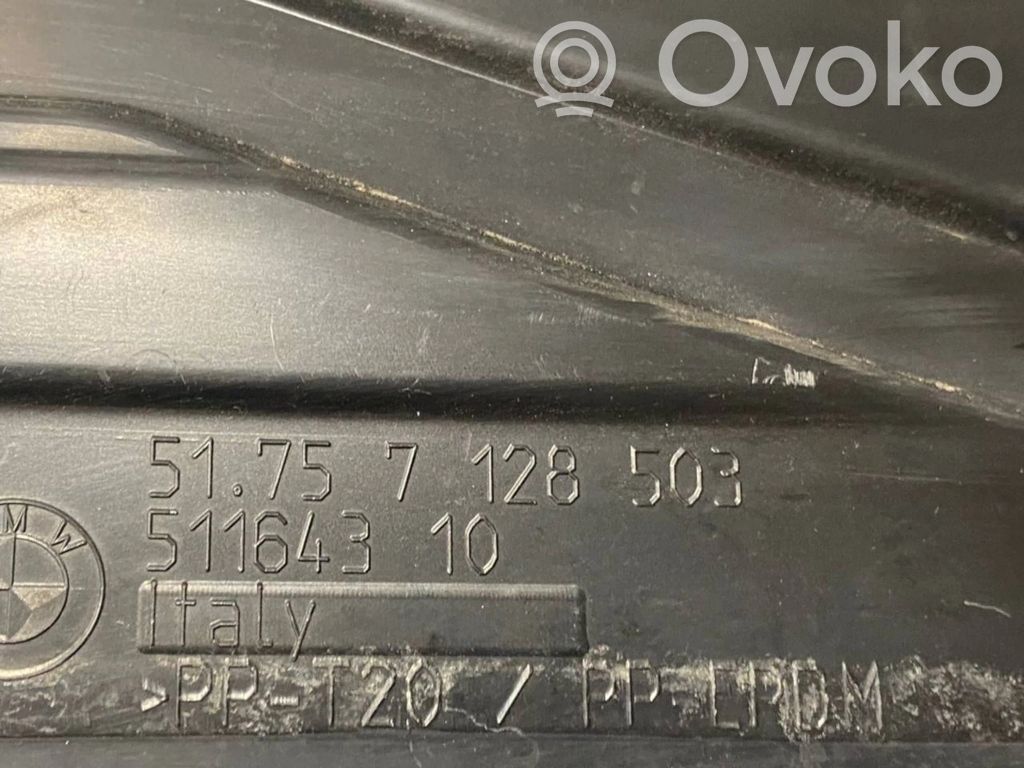 Ovoko
51.75 7 128 503
511643 10
BMW
Italy
>PP-T20 / PP-EPDM